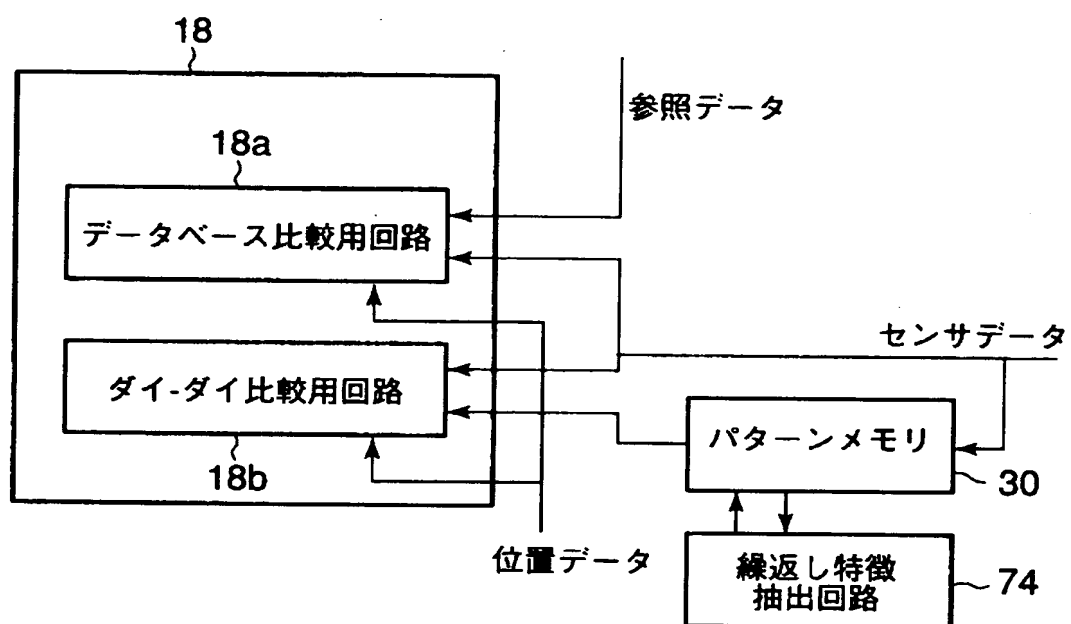 18
参照データ
18a
データベース比較用回路
センサデータ
ダイ-ダイ比較用回路
パターンメモリ
18b
30
位置データ
繰返し特徴
抽出回路
74